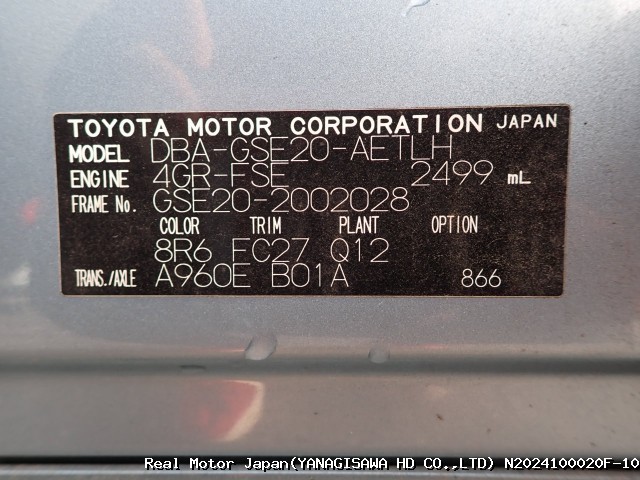 TOYOTA MOTOR CORPORATION JAPAN
MODEL DBA-GSE20-AETLH
ENGINE 4GR-FSE 2499 mL
FRAME No. GSE20-2002028
COLOR TRIM PLANT OPTION
8R6 FC27 Q12
TRANS./AXLE A960E B01A 866
Real Motor Japan(YANAGISAWA HD CO.,LTD) N2024100020F-10